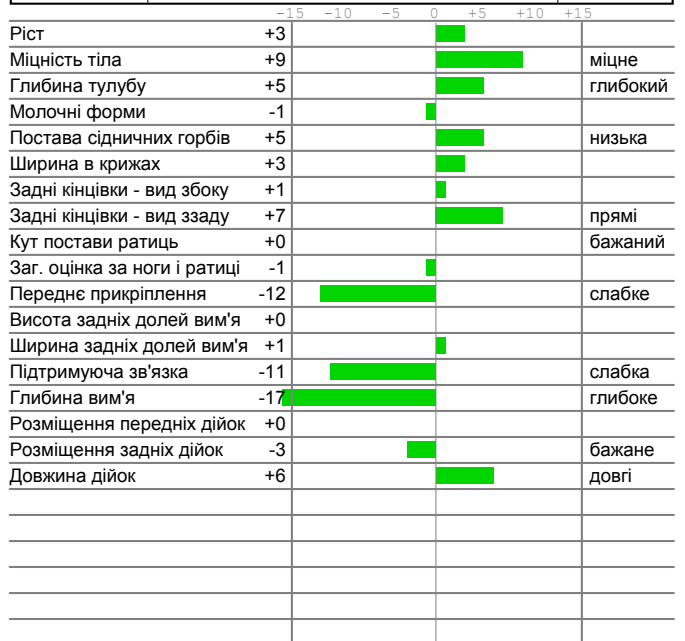 -15 -10 -5 0 +5 +10 +15
Ріст +3
Міцність тіла +9 міцне
Глибина тулубу +5 глибокий
Молочні форми -1
Постава сідничних горбів +5 низька
Ширина в крижах +3
Задні кінцівки - вид збоку +1
Задні кінцівки - вид ззаду +7 прямі
Кут постави ратиць +0 бажаний
Заг. оцінка за ноги і ратиці -1
Переднє прикріплення -12 слабке
Висота задніх долей вим'я +0
Ширина задніх долей вим'я +1
Підтримуюча зв'язка -11 слабка
Глибина вим'я -17 глибоке
Розміщення передніх дійок +0
Розміщення задніх дійок -3 бажане
Довжина дійок +6 довгі